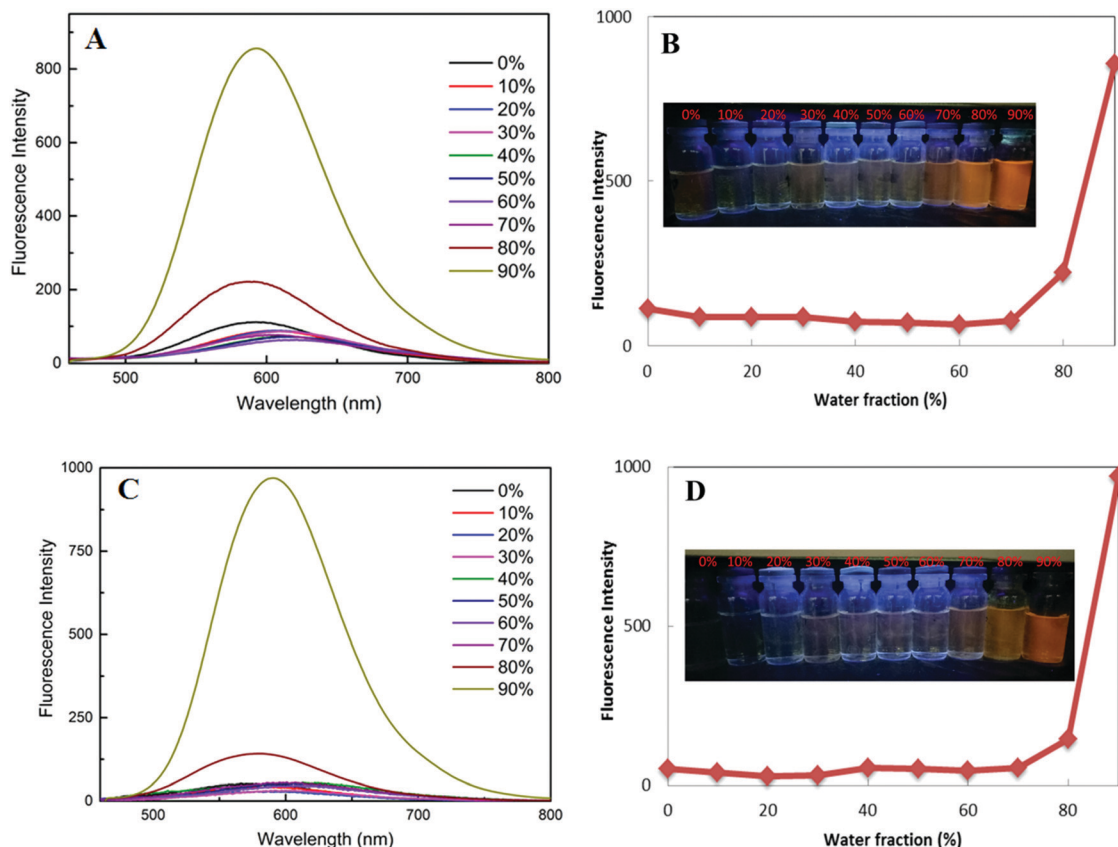 A
Fluorescence Intensity
800
600
400
200
0
500
600
700
800
Wavelength (nm)
0%
10%
20%
30%
40%
50%
60%
70%
80%
90%
B
Fluorescence Intensity
1000
500
0
0% 10% 20% 30% 40% 50% 60% 70% 80% 90%
0 20 40 60 80
Water fraction (%)
C
Fluorescence Intensity
1000
750
500
250
0
500
600
700
800
Wavelength (nm)
0%
10%
20%
30%
40%
50%
60%
70%
80%
90%
D
Fluorescence Intensity
1000
500
0
0% 10% 20% 30% 40% 50% 60% 70% 80% 90%
0 20 40 60 80
Water fraction (%)